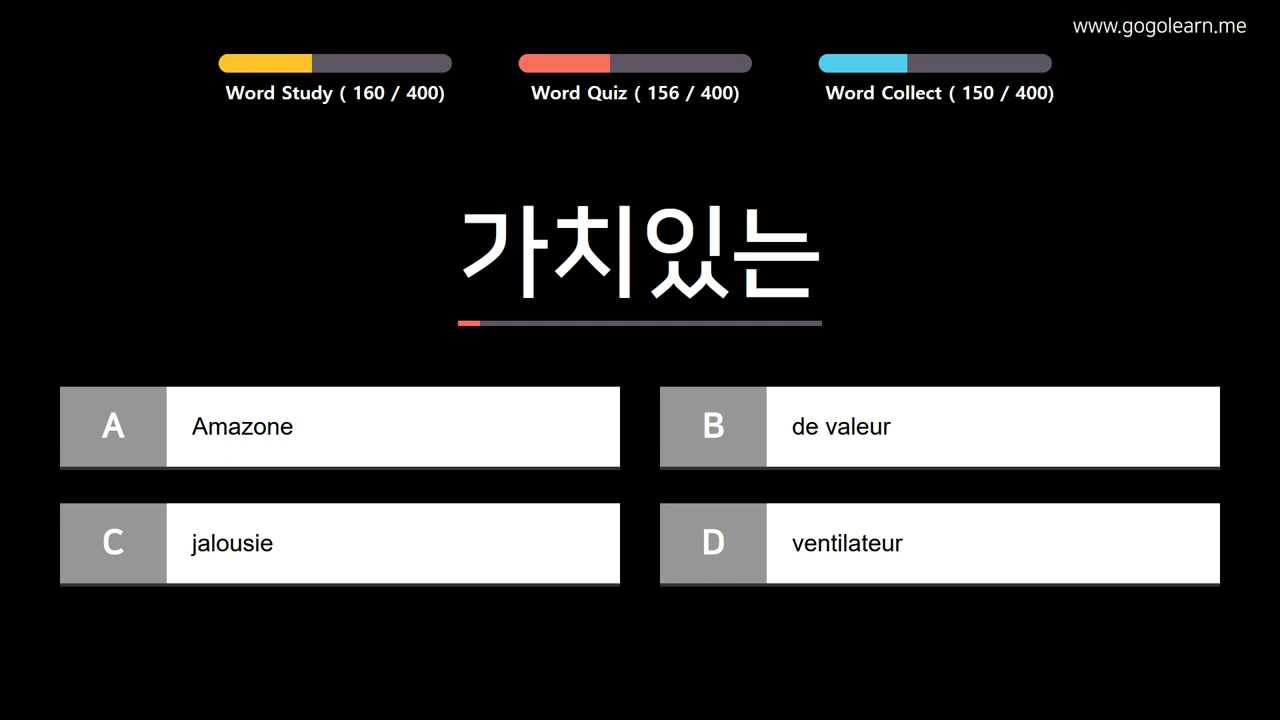 www.gogolearn.me
Word Study ( 160 / 400)
Word Quiz ( 156 / 400)
Word Collect ( 150 / 400)
가치있는
A Amazone
B de valeur
C jalousie
D ventilateur